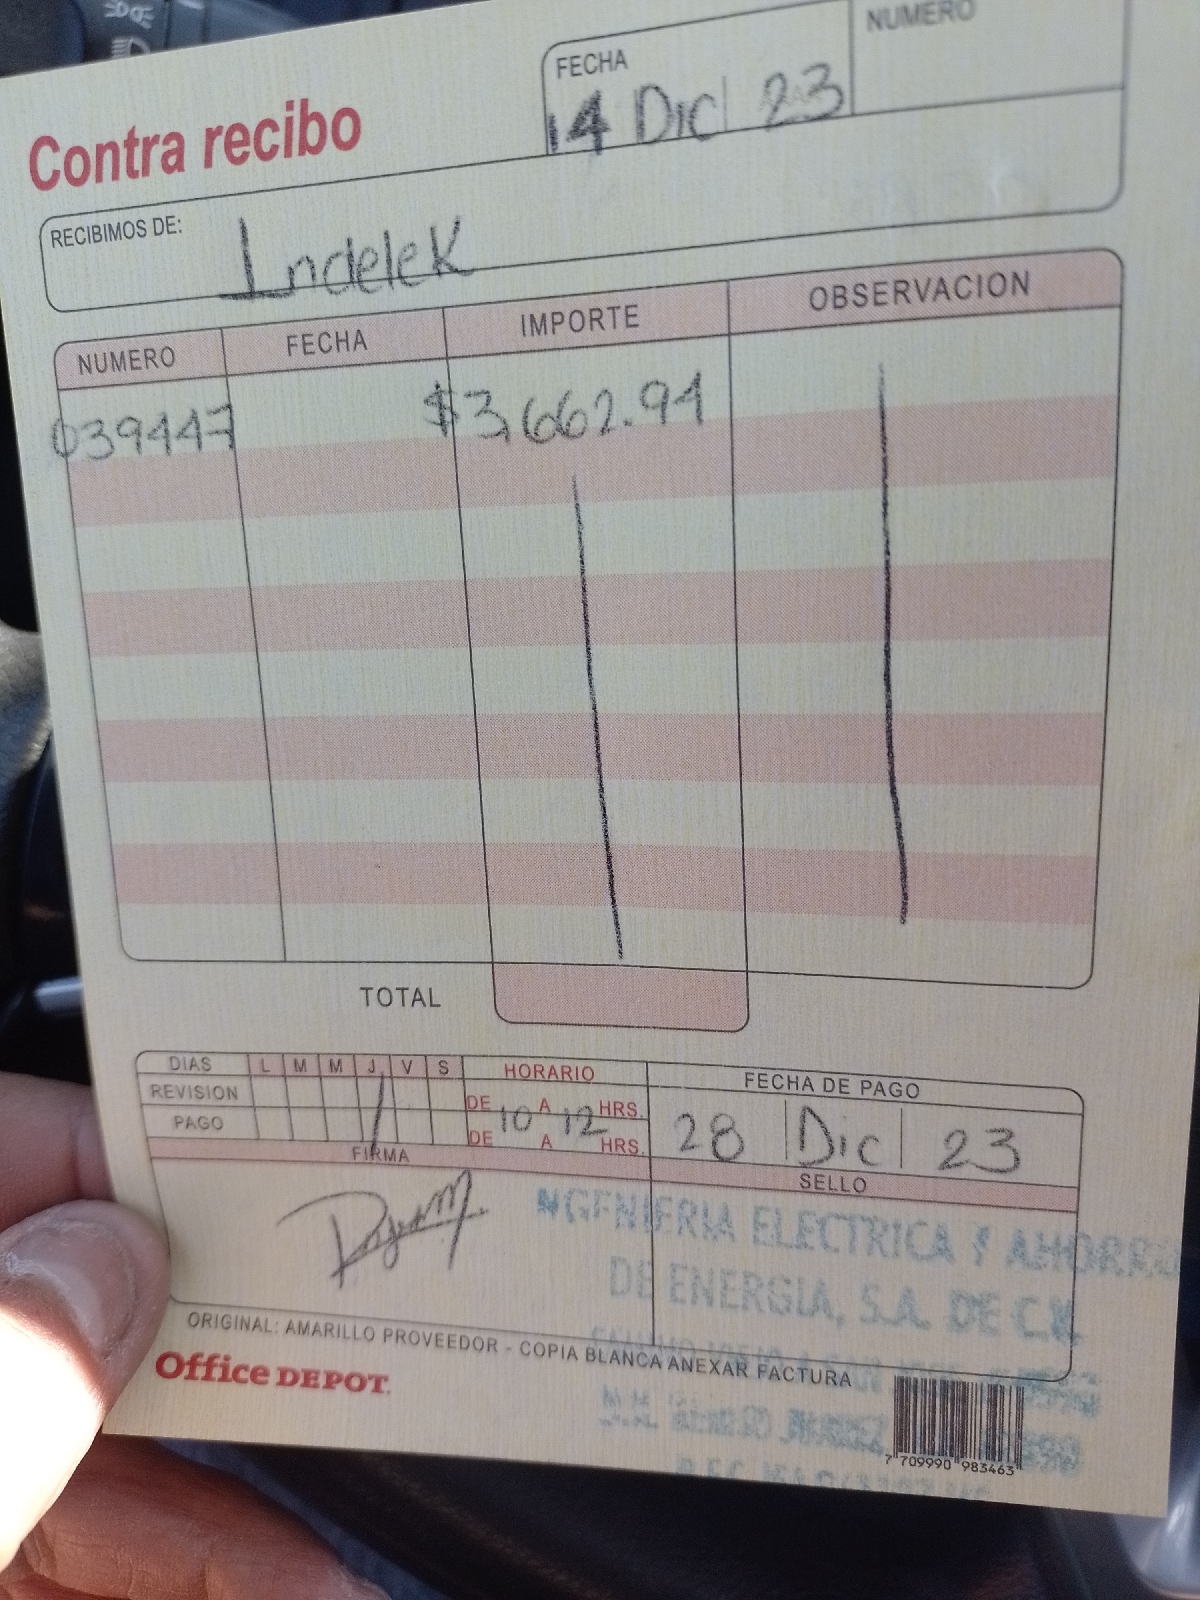 FECHA
NUMERO
14 Dic 23
Contra recibo
RECIBIMOS DE:
Indelek
NUMERO FECHA IMPORTE OBSERVACION
039447 $3,662.94
TOTAL
DIAS L M M J V S HORARIO FECHA DE PAGO
REVISION DE A HRS.
10 12 28 Dic 23
PAGO DE A HRS.
FIRMA SELLO
NGENIERIA ELECTRICA Y AHORRO
DE ENERGIA, S.A. DE C.V.
ORIGINAL: AMARILLO PROVEEDOR - COPIA BLANCA ANEXAR FACTURA
Office DEPOT.
7 709990 983463